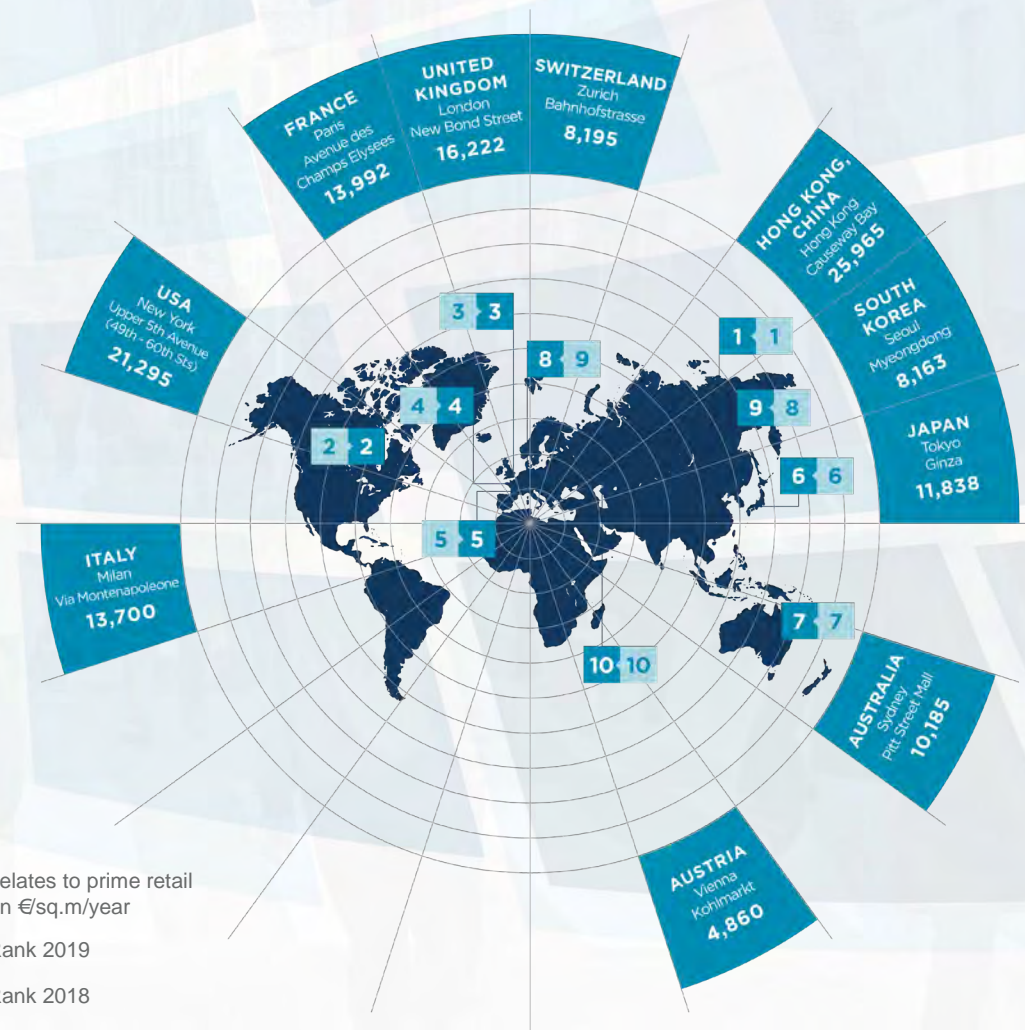 FRANCE
Paris
Avenue des
Champs Elysees
13,992
UNITED
KINGDOM
London
New Bond Street
16,222
SWITZERLAND
Zurich
Bahnhofstrasse
8,195
HONG KONG,
CHINA
Hong Kong
Causeway Bay
25,965
USA
New York
Upper 5th Avenue
(49th - 60th Sts)
21,295
SOUTH
KOREA
Seoul
Myeongdong
8,163
JAPAN
Tokyo
Ginza
11,838
3 3
8 9
1 1
4 4
9 8
2 2
6 6
5 5
7 7
10 10
ITALY
Milan
Via Montenapoleone
13,700
AUSTRALIA
Sydney
Pitt Street Mall
10,185
AUSTRIA
Vienna
Kohlmarkt
4,860
elates to prime retail
n €/sq.m/year
ank 2019
ank 2018